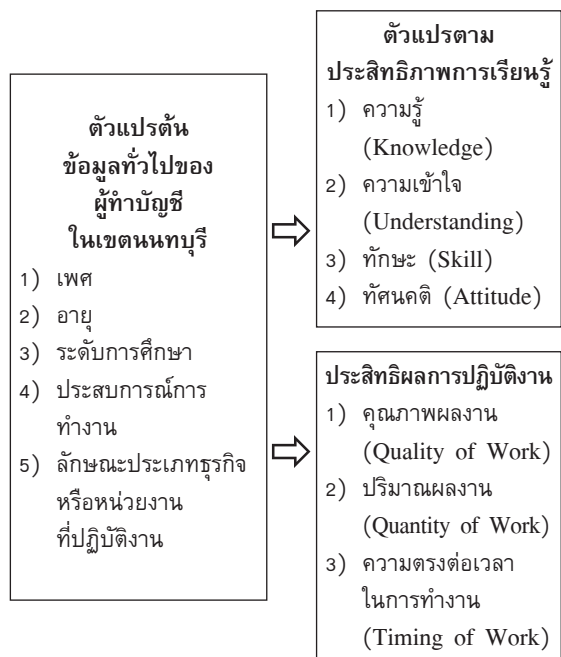 ตัวแปรต้น
ข้อมูลทั่วไปของ
ผู้ทำบัญชี
ในเขตนนทบุรี
1) เพศ
2) อายุ
3) ระดับการศึกษา
4) ประสบการณ์การ
ทำงาน
5) ลักษณะประเภทธุรกิจ
หรือหน่วยงาน
ที่ปฏิบัติงาน
ตัวแปรตาม
ประสิทธิภาพการเรียนรู้
1) ความรู้
(Knowledge)
2) ความเข้าใจ
(Understanding)
3) ทักษะ (Skill)
4) ทัศนคติ (Attitude)
ประสิทธิผลการปฏิบัติงาน
1) คุณภาพผลงาน
(Quality of Work)
2) ปริมาณผลงาน
(Quantity of Work)
3) ความตรงต่อเวลา
ในการทำงาน
(Timing of Work)